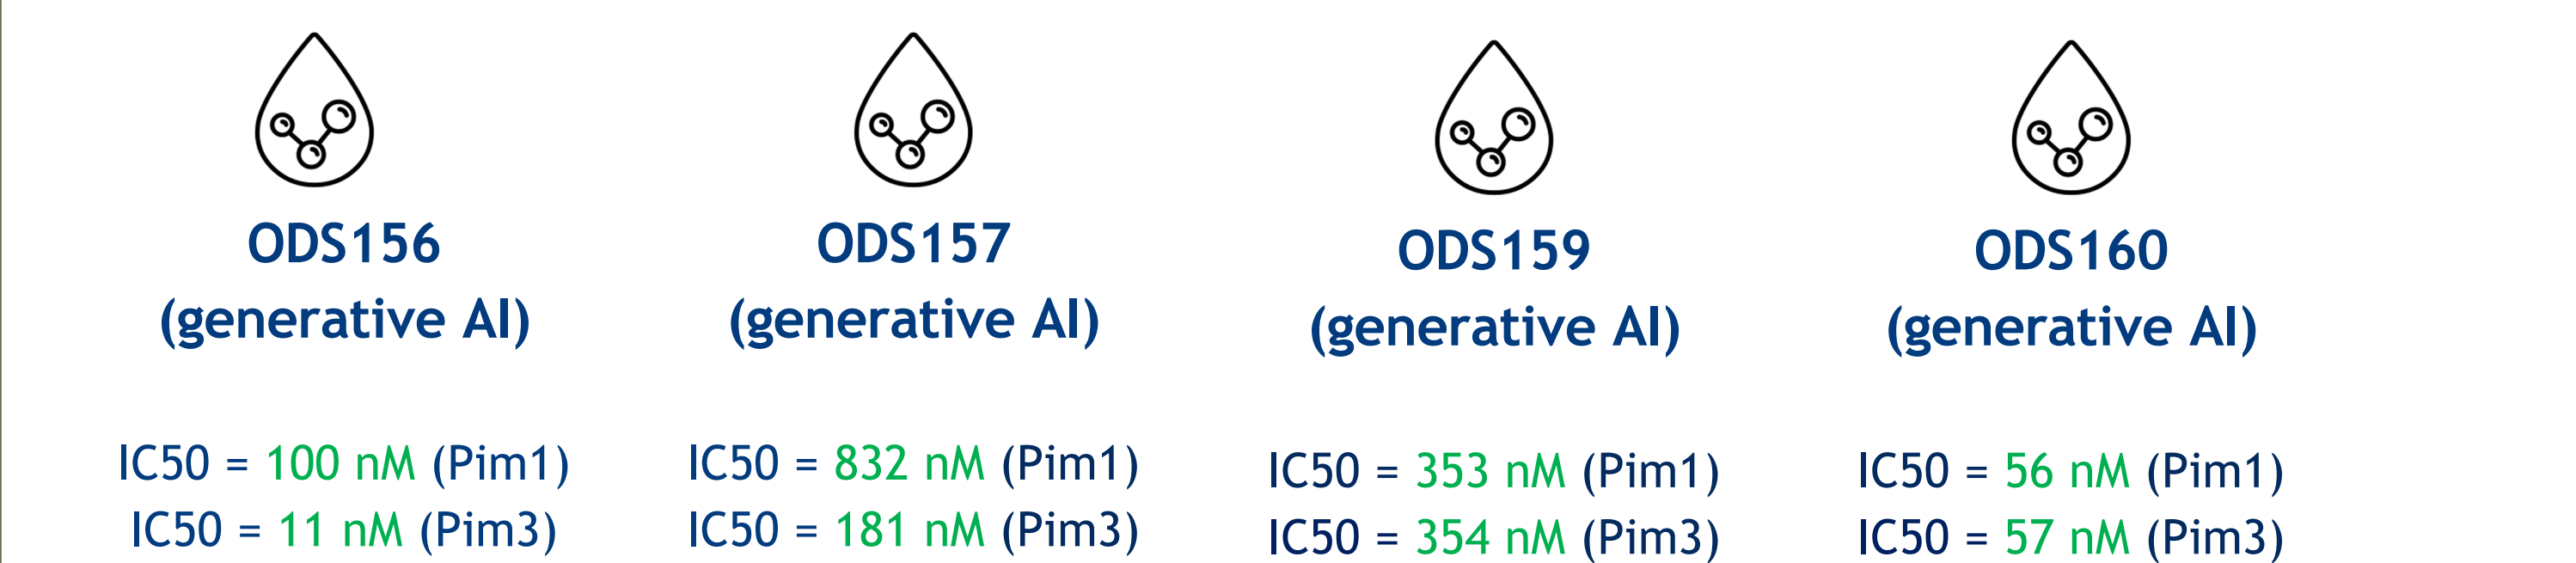 ODS156
(generative AI)
IC50 = 100 nM (Pim1)
IC50 = 11 nM (Pim3)
ODS157
(generative AI)
IC50 = 832 nM (Pim1)
IC50 = 181 nM (Pim3)
ODS159
(generative AI)
IC50 = 353 nM (Pim1)
IC50 = 354 nM (Pim3)
ODS160
(generative AI)
IC50 = 56 nM (Pim1)
IC50 = 57 nM (Pim3)